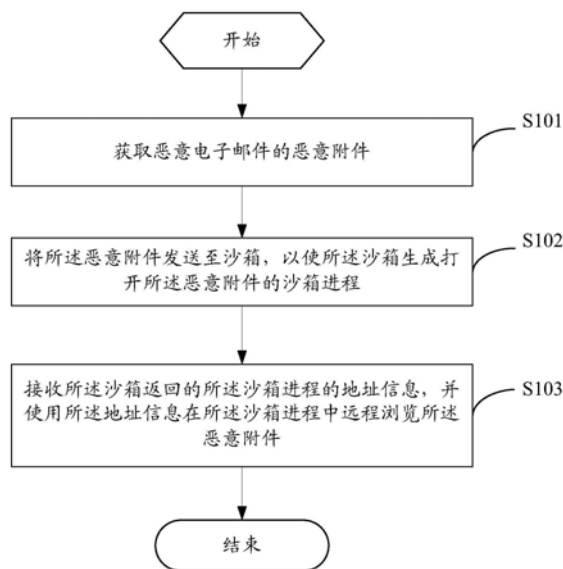 开始
S101
获取恶意电子邮件的恶意附件
S102
将所述恶意附件发送至沙箱，以使所述沙箱生成打
开所述恶意附件的沙箱进程
S103
接收所述沙箱返回的所述沙箱进程的地址信息，并
使用所述地址信息在所述沙箱进程中远程浏览所述
恶意附件
结束